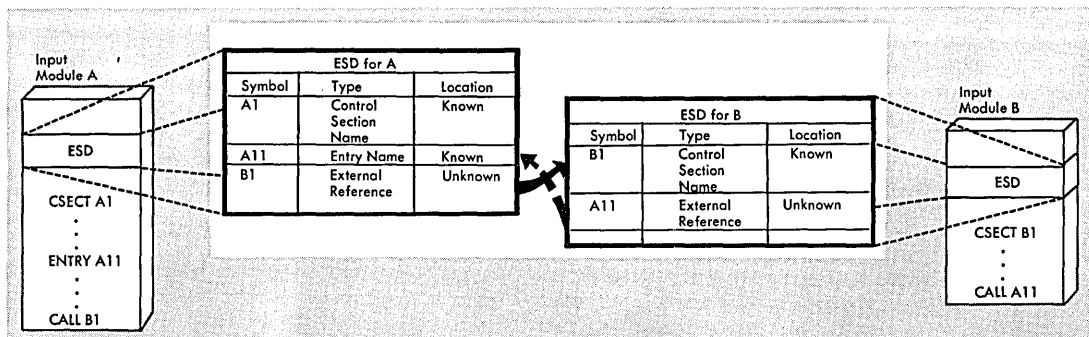 Input
Module A
ESD
CSECT A1
ENTRY A11
CALL B1
ESD for A
Symbol Type Location
A1 Control Known
Section
Name
A11 Entry Name Known
B1 External Unknown
Reference
ESD for B
Symbol Type Location
B1 Control Known
Section
Name
A11 External Unknown
Reference
Input
Module B
ESD
CSECT B1
CALL A11